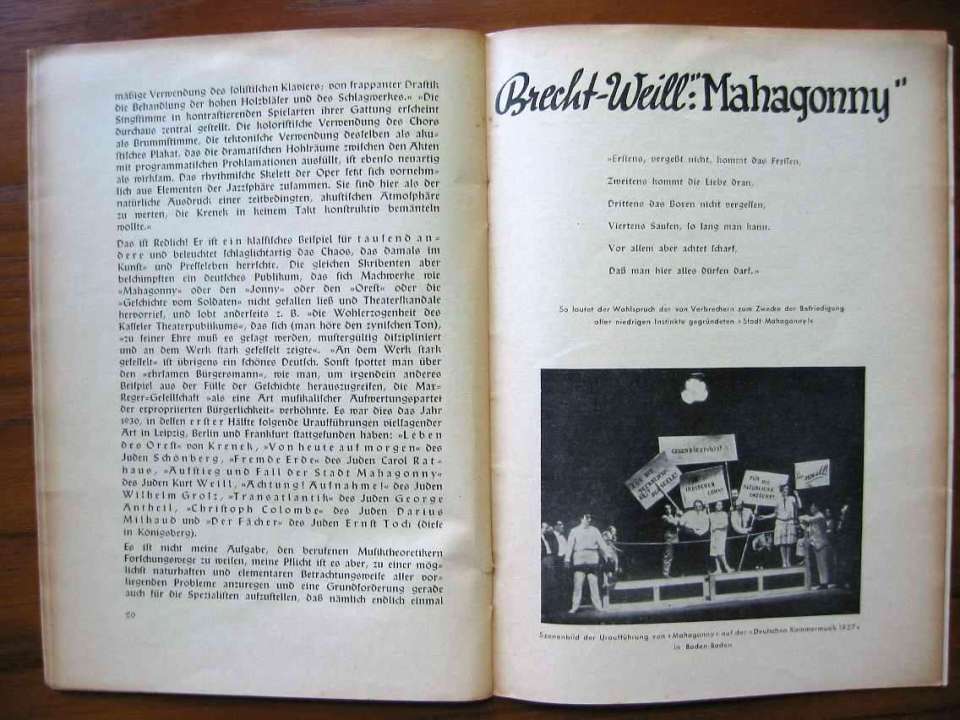 mäßige Verwendung des solistischen Klaviers; von frappanter Drastik
die Behandlung der hohen Holzbläser und des Schlagwerkes.« »Die
Singstimme in kontrastierenden Spielarten ihrer Gattung erscheint
durchaus zentral gestellt. Die koloristische Verwendung des Chors
als Brummstimme, die tektonische Verwendung desselben als aku-
stisches Plakat, das die dramatischen Hohlräume zwischen den Akten
mit programmatischen Proklamationen ausfüllt, ist ebenso neuartig
als wirksam. Das rhythmische Skelett der Oper setzt sich vornehm-
lich aus Elementen der Jazzsphäre zusammen. Sie sind hier als der
natürliche Ausdruck einer zeitbedingten, akustischen Atmosphäre
zu werten, die Krenek in keinem Takt konstruktiv bemänteln
wollte.«
Das ist Redlich! Er ist ein klassisches Beispiel für tausend an-
dere und beleuchtet schlaglichtartig das Chaos, das damals im
Kunst- und Presseleben herrschte. Die gleichen Skribenten aber
beschimpften ein deutsches Publikum, das sich Machwerke wie
»Mahagonny« oder den »Jonny« oder den »Orest« oder die
»Geschichte vom Soldaten« nicht gefallen ließ und Theaterskandale
hervorrief, und lobt anderseits z. B. »die Wohlerzogenheit des
Kasseler Theaterpublikums«, das sich (man höre den zynischen Ton),
»zu seiner Ehre muß es gesagt werden, mustergültig diszipliniert
und an dem Werk stark gefesselt zeigte«. »An dem Werk stark
gefesselt« ist übrigens ein schönes Deutsch. Sonst spottet man über
den »ehrsamen Bürgersmann«, wie man, um irgendein anderes
Beispiel aus der Fülle der Geschichte herauszugreifen, die Max-
Reger-Gesellschaft »als eine Art musikalischer Aufwertungspartei
der expropriierten Bürgerlichkeit« verhöhnte. Es war dies das Jahr
1930, in dessen erster Hälfte folgende Uraufführungen vielsagender
Art in Leipzig, Berlin und Frankfurt stattgefunden haben: »Leben
des Orest« von Krenek, »Von heute auf morgen« des
Juden Schönberg, »Fremde Erde« des Juden Carol Rat-
haus, »Aufstieg und Fall der Stadt Mahagonny«
des Juden Kurt Weill, »Achtung! Aufnahme!« des Juden
Wilhelm Grosz, »Transatlantik« des Juden George
Antheil, »Christoph Colombe« des Juden Darius
Milhaud und »Der Fächer« des Juden Ernst Toch (diese
in Königsberg).
Es ist nicht meine Aufgabe, den berufenen Musiktheoretikern
Forschungswege zu weisen, meine Pflicht ist es aber, zu einer mög-
lichst naturhaften und elementaren Betrachtungsweise aller vor-
liegenden Probleme anzuregen und eine Grundforderung gerade
auch für die Spezialisten aufzustellen, daß nämlich endlich einmal
20
Brecht-Weill: "Mahagonny"
»Erstens, vergeßt nicht, kommt das Fressen,
Zweitens kommt die Liebe dran,
Drittens das Boxen nicht vergessen,
Viertens Saufen, so lang man kann.
Vor allem aber achtet scharf,
Daß man hier alles dürfen darf.«
So lautet der Wahlspruch der von Verbrechern zum Zwecke der Befriedigung
aller niedrigen Instinkte gegründeten »Stadt Mahagonny!«
FÜR DIE
FÜR DIE
NATÜRLICHE
UNZUCHT!
Weill!
Szenenbild der Uraufführung von »Mahagonny« auf der »Deutschen Kammermusik 1927«
in Baden-Baden